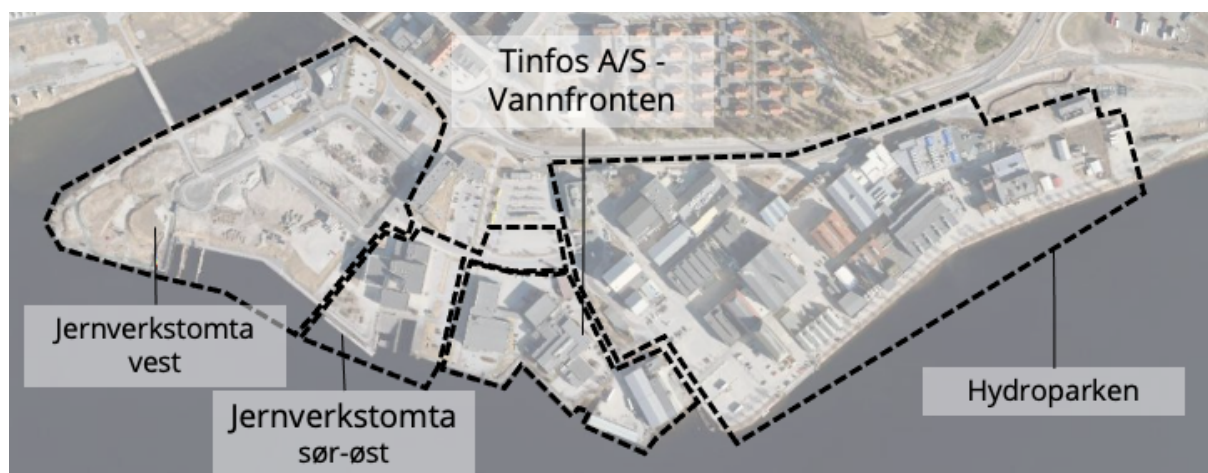 Tinfos A/S -
Vannfronten
Jernverkstomta
vest
Jernverkstomta
sør-øst
Hydroparken